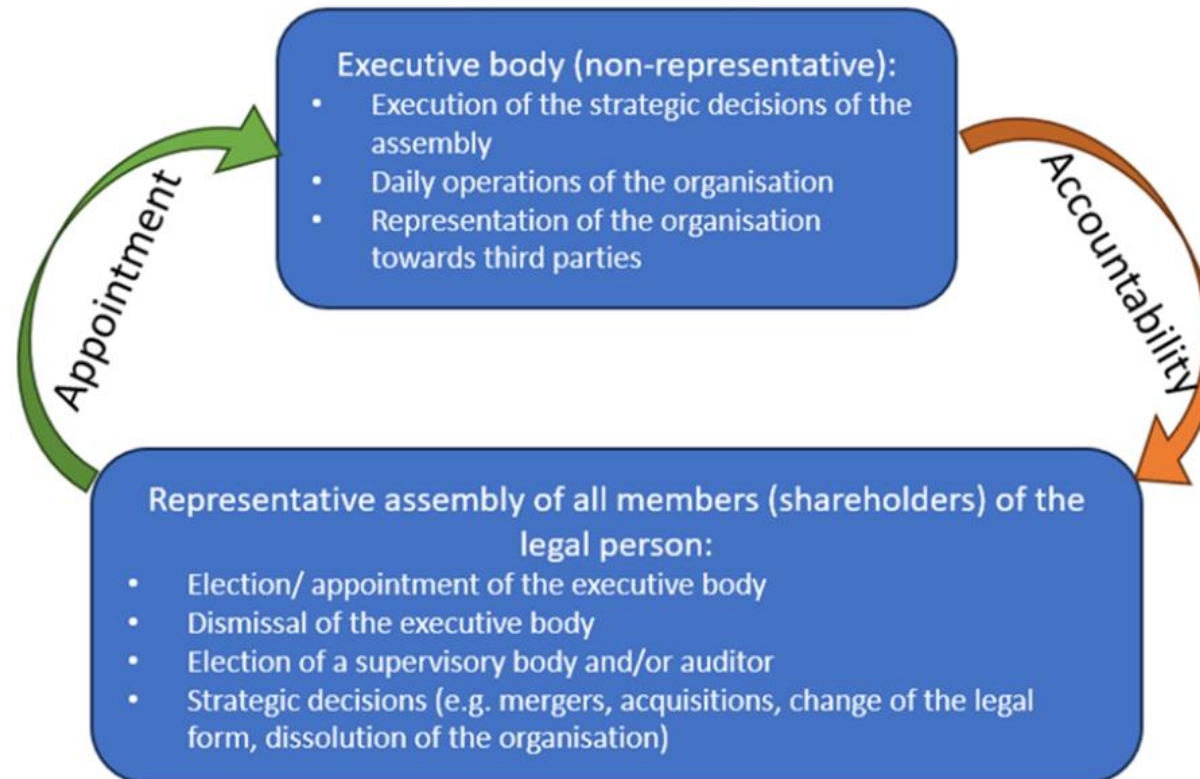 Executive body (non-representative):
• Execution of the strategic decisions of the
assembly
• Daily operations of the organisation
• Representation of the organisation
towards third parties
Appointment
Accountability
Representative assembly of all members (shareholders) of the
legal person:
• Election/ appointment of the executive body
• Dismissal of the executive body
• Election of a supervisory body and/or auditor
• Strategic decisions (e.g. mergers, acquisitions, change of the legal
form, dissolution of the organisation)